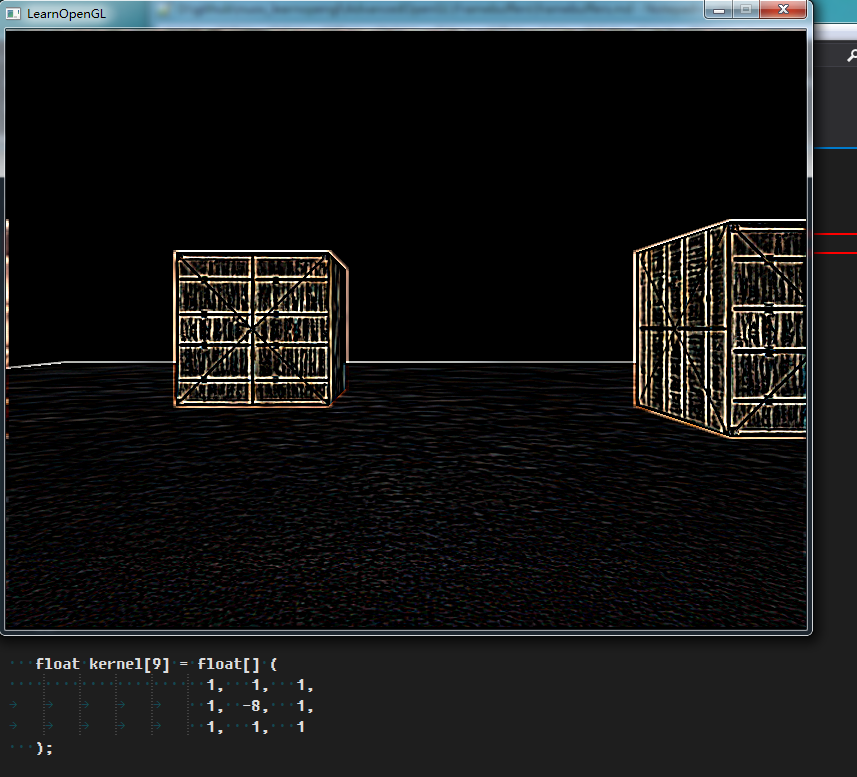 LearnOpenGL
float kernel[9] = float[] (
1, 1, 1,
1, -8, 1,
1, 1, 1
);